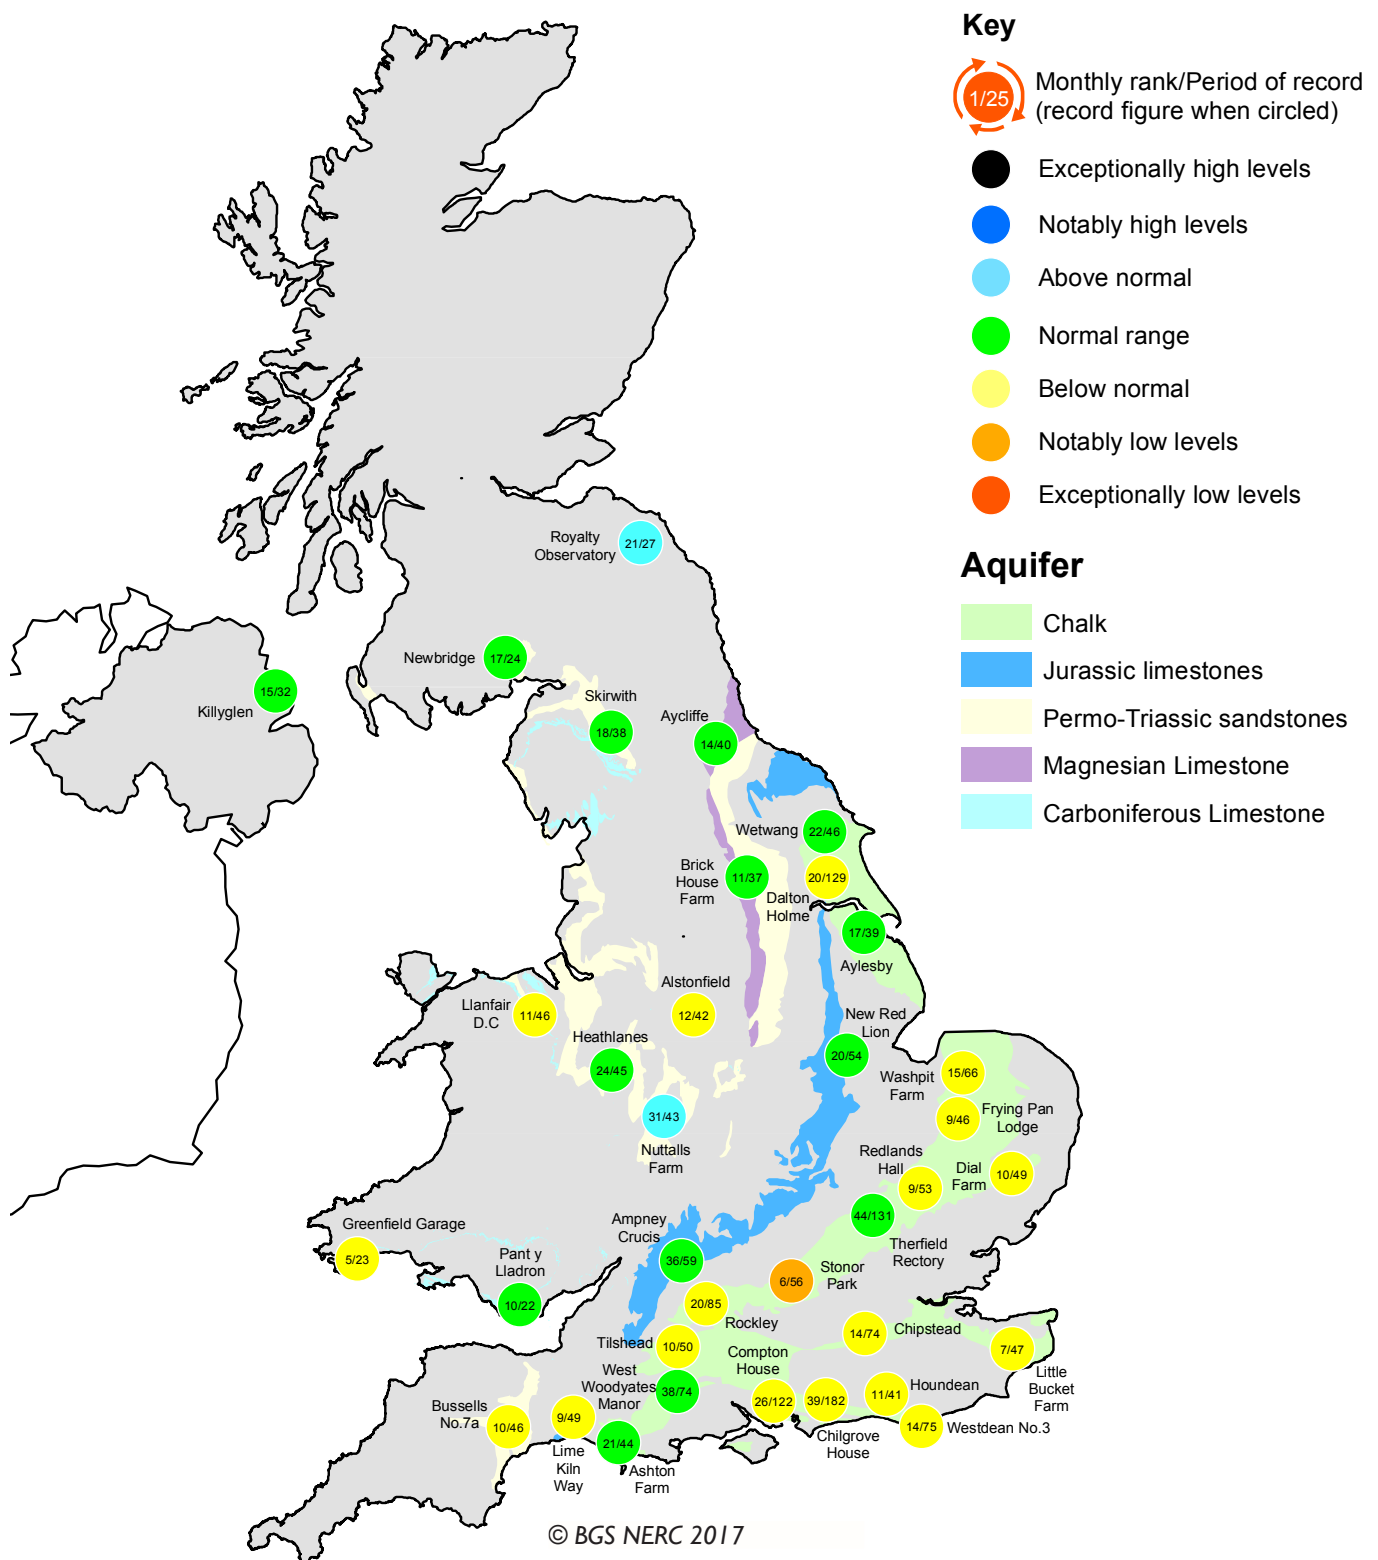 Key
1/25
Monthly rank/Period of record
(record figure when circled)
Exceptionally high levels
Notably high levels
Above normal
Normal range
Below normal
Notably low levels
Exceptionally low levels
Aquifer
Chalk
Jurassic limestones
Permo-Triassic sandstones
Magnesian Limestone
Carboniferous Limestone
Royalty
Observatory
21/27
Newbridge
17/24
Killyglen
15/32
Skirwith
18/38
Aycliffe
14/40
Wetwang
22/46
Brick
House
Farm
11/37
Dalton
Holme
20/129
17/39
Aylesby
Llanfair
D.C
11/46
Alstonfield
12/42
Heathlanes
24/45
New Red
Lion
20/54
Washpit
Farm
15/66
Frying Pan
Lodge
9/46
31/43
Nuttalls
Farm
Redlands
Hall
9/53
Dial
Farm
10/49
44/131
Therfield
Rectory
Greenfield Garage
5/23
Pant y
Lladron
10/22
Ampney
Crucis
36/59
Stonor
Park
6/56
20/85
Rockley
Tilshead
10/50
Chipstead
14/74
7/47
Little
Bucket
Farm
Compton
House
26/122
West
Woodyates
Manor
38/74
39/182
Chilgrove
House
Houndean
11/41
14/75
Westdean No.3
Bussells
No.7a
10/46
9/49
Lime
Kiln
Way
21/44
Ashton
Farm
© BGS NERC 2017